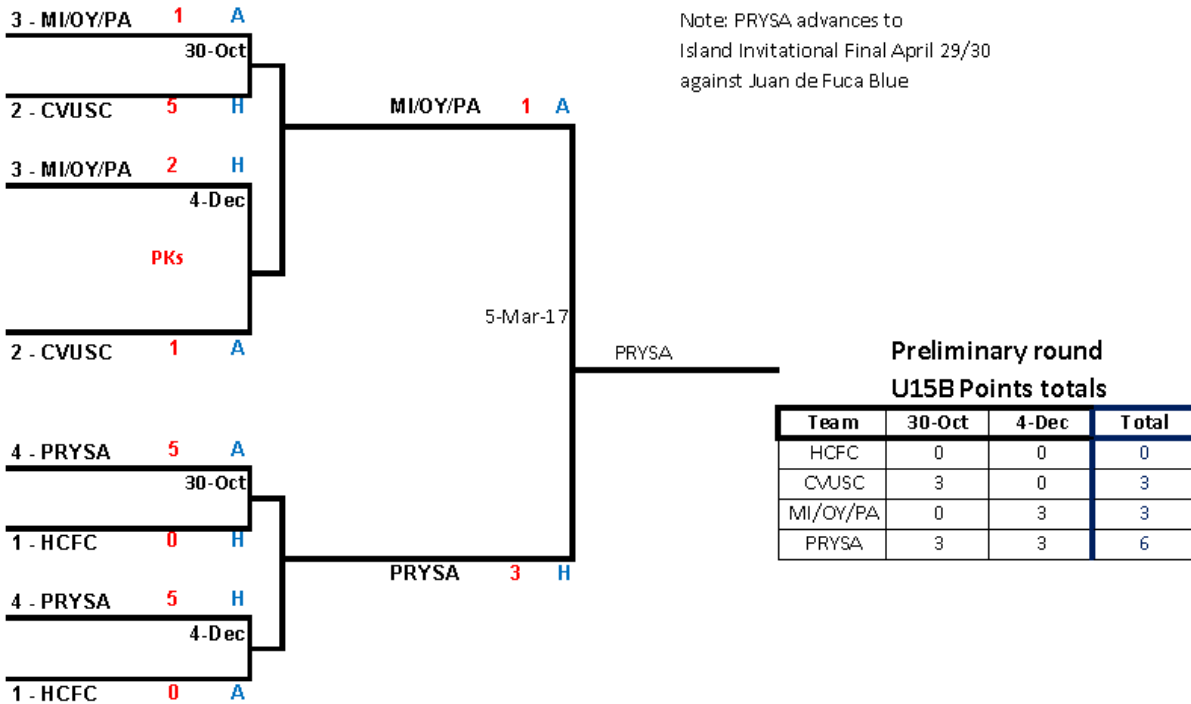 3 - MI/OY/PA 1 A
30-Oct
2 - CVUSC 5 H
3 - MI/OY/PA 2 H
4-Dec
PKs
2 - CVUSC 1 A
4 - PRYSA 5 A
30-Oct
1 - HCFC 0 H
4 - PRYSA 5 H
4-Dec
1 - HCFC 0 A
MI/OY/PA 1 A
5-Mar-17
PRYSA 3 H
PRYSA
Note: PRYSA advances to
Island Invitational Final April 29/30
against Juan de Fuca Blue
Preliminary round
U15B Points totals
Team 30-Oct 4-Dec Total
HCFC 0 0 0
CVUSC 3 0 3
MI/OY/PA 0 3 3
PRYSA 3 3 6